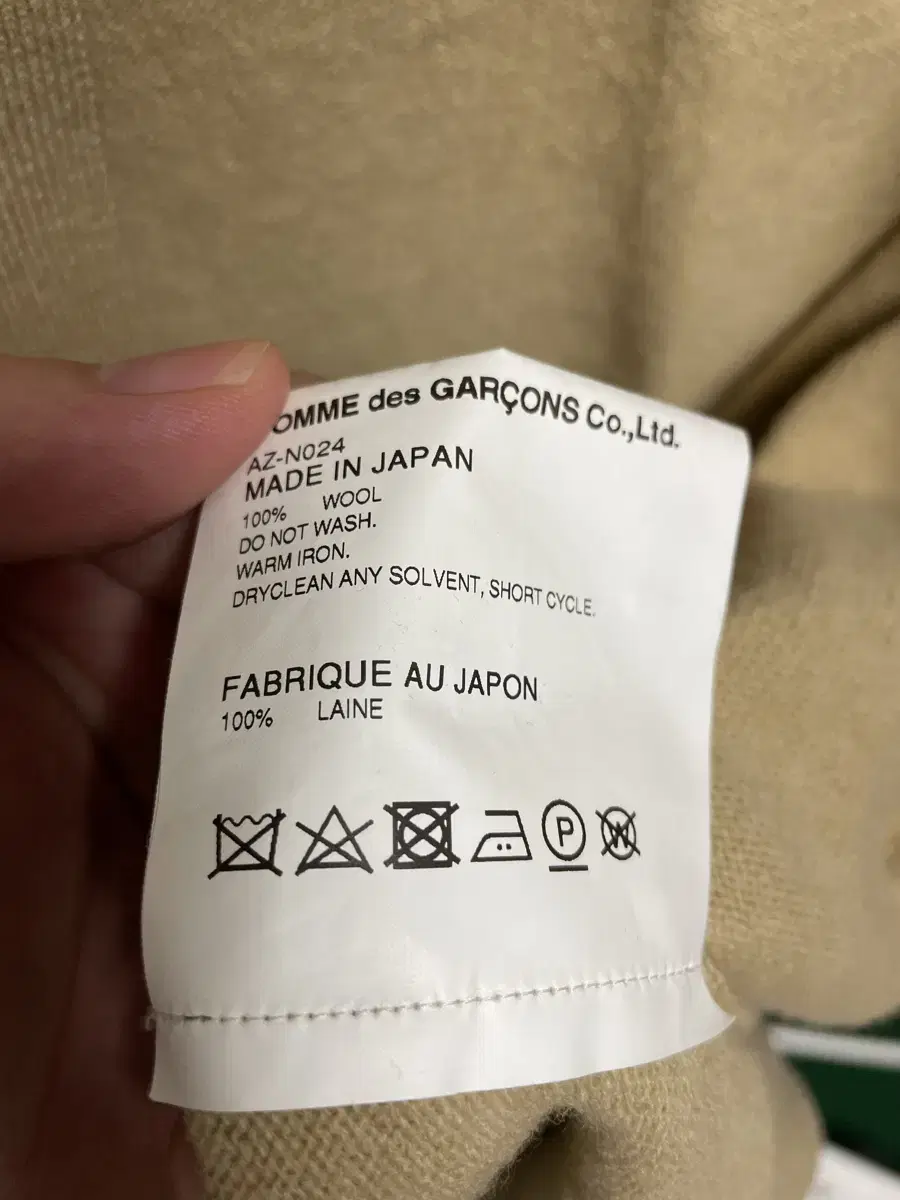 OMME des GARÇONS Co.,Ltd.
AZ-N024
MADE IN JAPAN
100% WOOL
DO NOT WASH.
WARM IRON.
DRYCLEAN ANY SOLVENT, SHORT CYCLE.
FABRIQUE AU JAPON
100% LAINE
P W